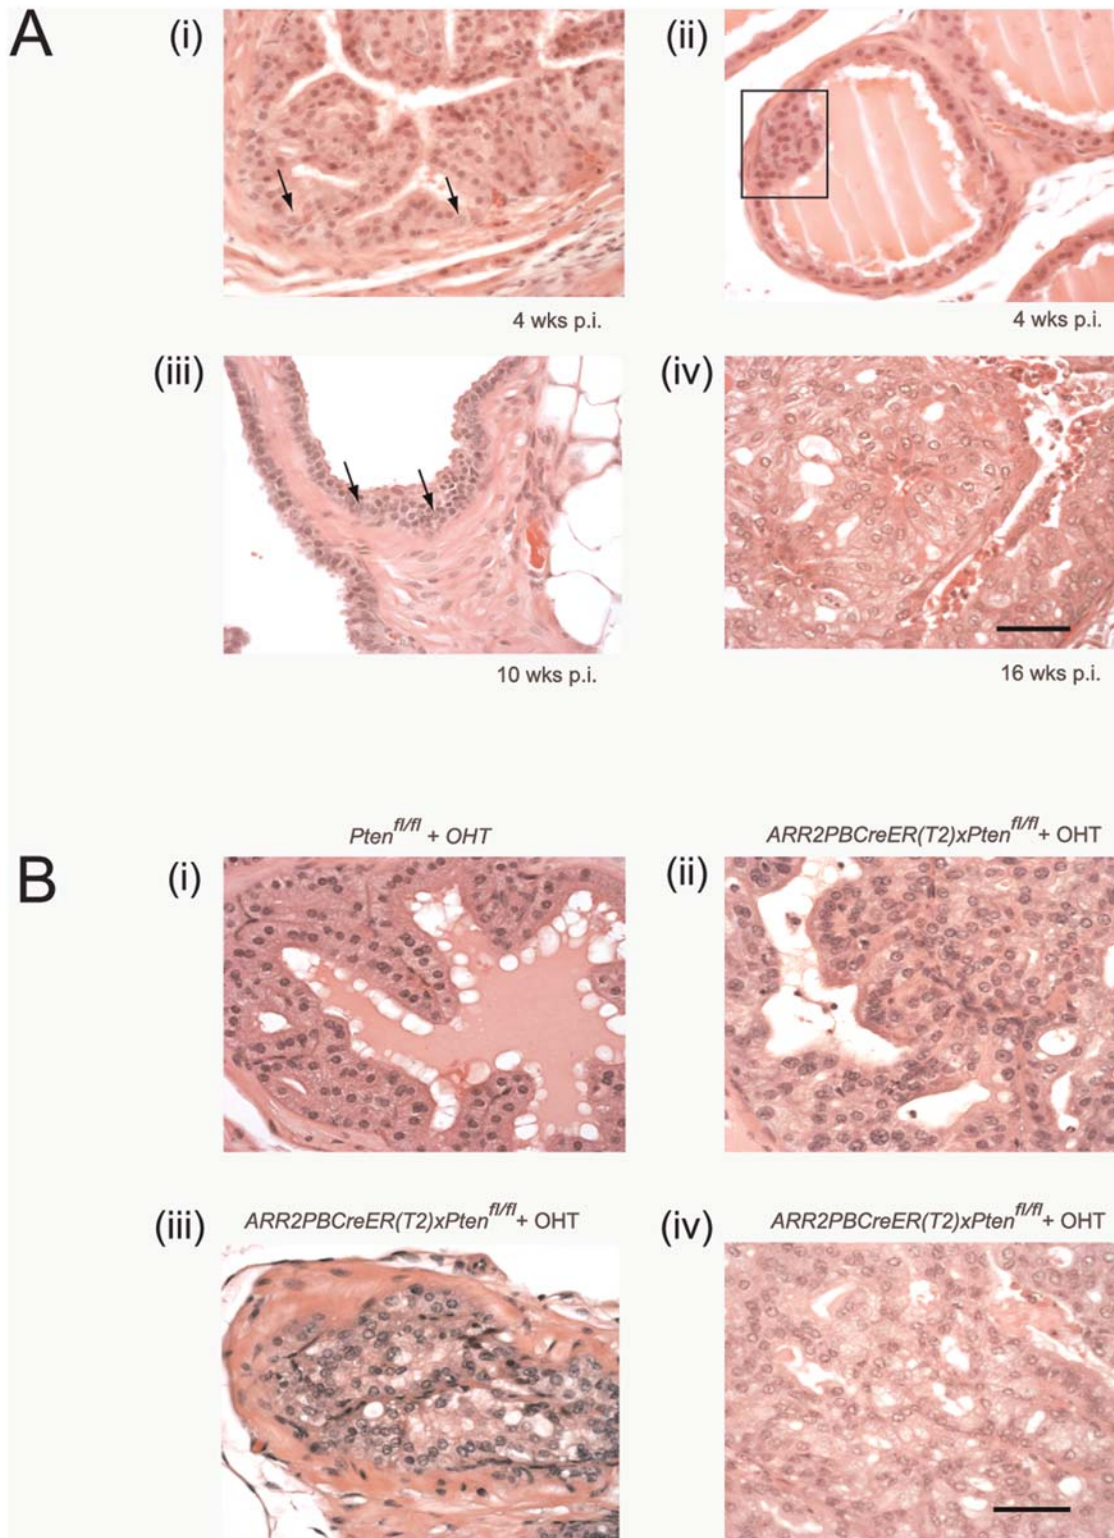 A
(i)
(ii)
4 wks p.i.
4 wks p.i.
(iii)
(iv)
10 wks p.i.
16 wks p.i.
Pten^fl/fl + OHT
ARR2PBCreER(T2)xPten^fl/fl + OHT
B
(i)
(ii)
(iii)
ARR2PBCreER(T2)xPten^fl/fl + OHT
(iv)
ARR2PBCreER(T2)xPten^fl/fl + OHT